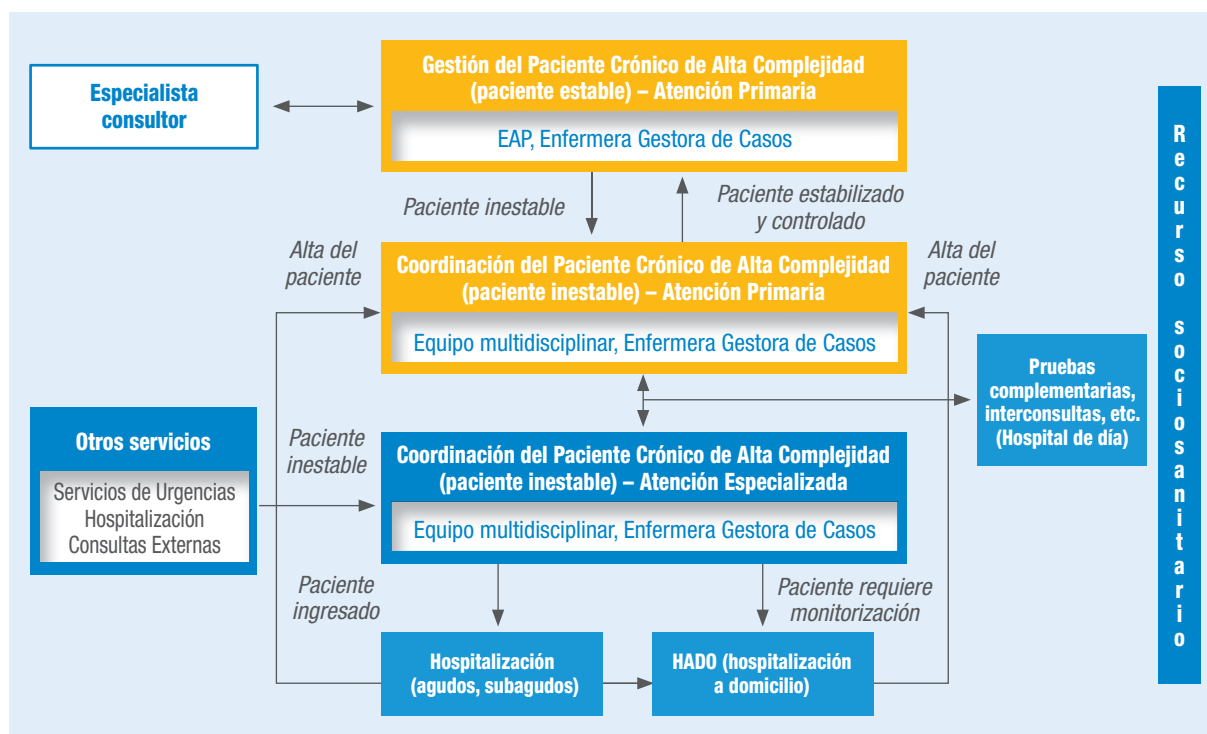 Especialista
consultor
Gestión del Paciente Crónico de Alta Complejidad
(paciente estable) – Atención Primaria
EAP, Enfermera Gestora de Casos
Paciente inestable
Paciente estabilizado
y controlado
Alta del
paciente
Coordinación del Paciente Crónico de Alta Complejidad
(paciente inestable) – Atención Primaria
Equipo multidisciplinar, Enfermera Gestora de Casos
Alta del
paciente
Pruebas
complementarias,
interconsultas, etc.
(Hospital de día)
Otros servicios
Servicios de Urgencias
Hospitalización
Consultas Externas
Paciente
inestable
Coordinación del Paciente Crónico de Alta Complejidad
(paciente inestable) – Atención Especializada
Equipo multidisciplinar, Enfermera Gestora de Casos
Paciente
ingresado
Paciente requiere
monitorización
Hospitalización
(agudos, subagudos)
HADO (hospitalización
a domicilio)
Recurso sociosanitario